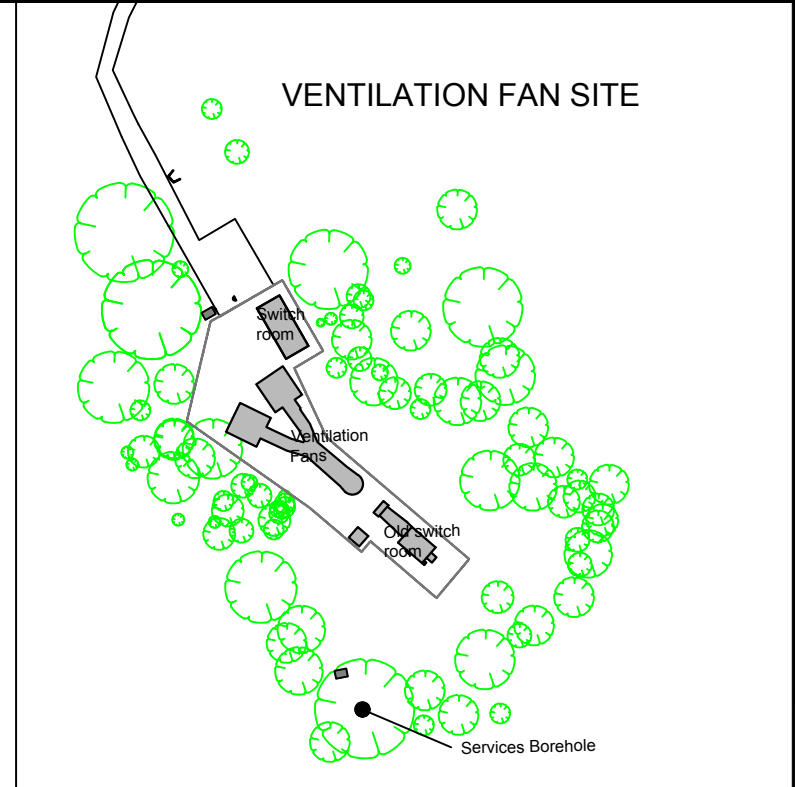 VENTILATION FAN SITE
Switch
room
Ventilation
Fans
Old switch
room
Services Borehole